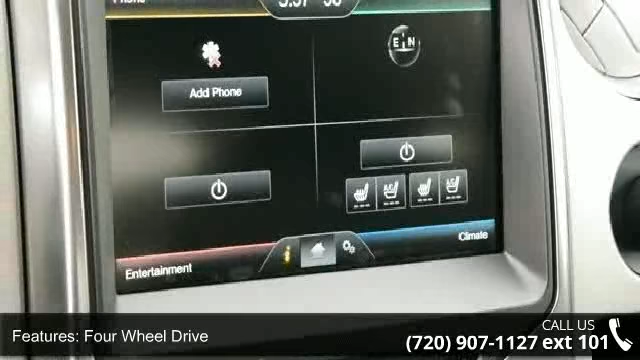 Add Phone
E N
A/C
A/C
Entertainment
Climate
Features: Four Wheel Drive
CALL US
(720) 907-1127 ext 101